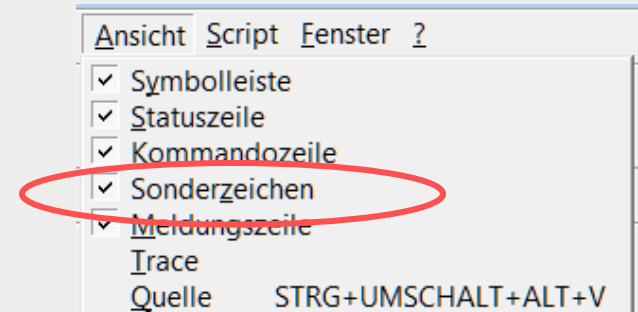 Ansicht Script Fenster ?
Symbolleiste
Statuszeile
Kommandozeile
Sonderzeichen
Meldungszeile
Trace
Quelle STRG+UMSCHALT+ALT+V